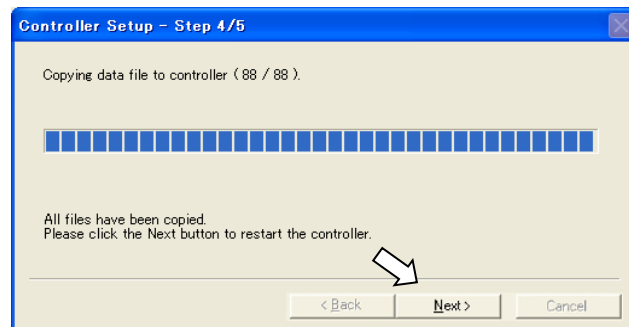 Controller Setup - Step 4/5
Copying data file to controller ( 88 / 88 ).
All files have been copied.
Please click the Next button to restart the controller.
< Back
Next >
Cancel